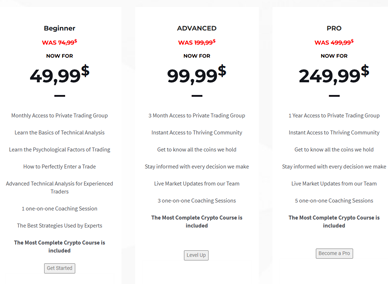 Beginner
WAS 74,99$
NOW FOR
49,99$
Monthly Access to Private Trading Group
Learn the Basics of Technical Analysis
Learn the Psychological Factors of Trading
How to Perfectly Enter a Trade
Advanced Technical Analysis for Experienced
Traders
1 one-on-one Coaching Session
The Best Strategies Used by Experts
The Most Complete Crypto Course is
included
Get Started
ADVANCED
WAS 199,99$
NOW FOR
99,99$
3 Month Access to Private Trading Group
Instant Access to Thriving Community
Get to know all the coins we hold
Stay informed with every decision we make
Live Market Updates from our Team
3 one-on-one Coaching Sessions
The Most Complete Crypto Course is
included
Level Up
PRO
WAS 499,99$
NOW FOR
249,99$
1 Year Access to Private Trading Group
Instant Access to Thriving Community
Get to know all the coins we hold
Stay informed with every decision we make
Live Market Updates from our Team
5 one-on-one Coaching Sessions
The Most Complete Crypto Course is
included
Become a Pro